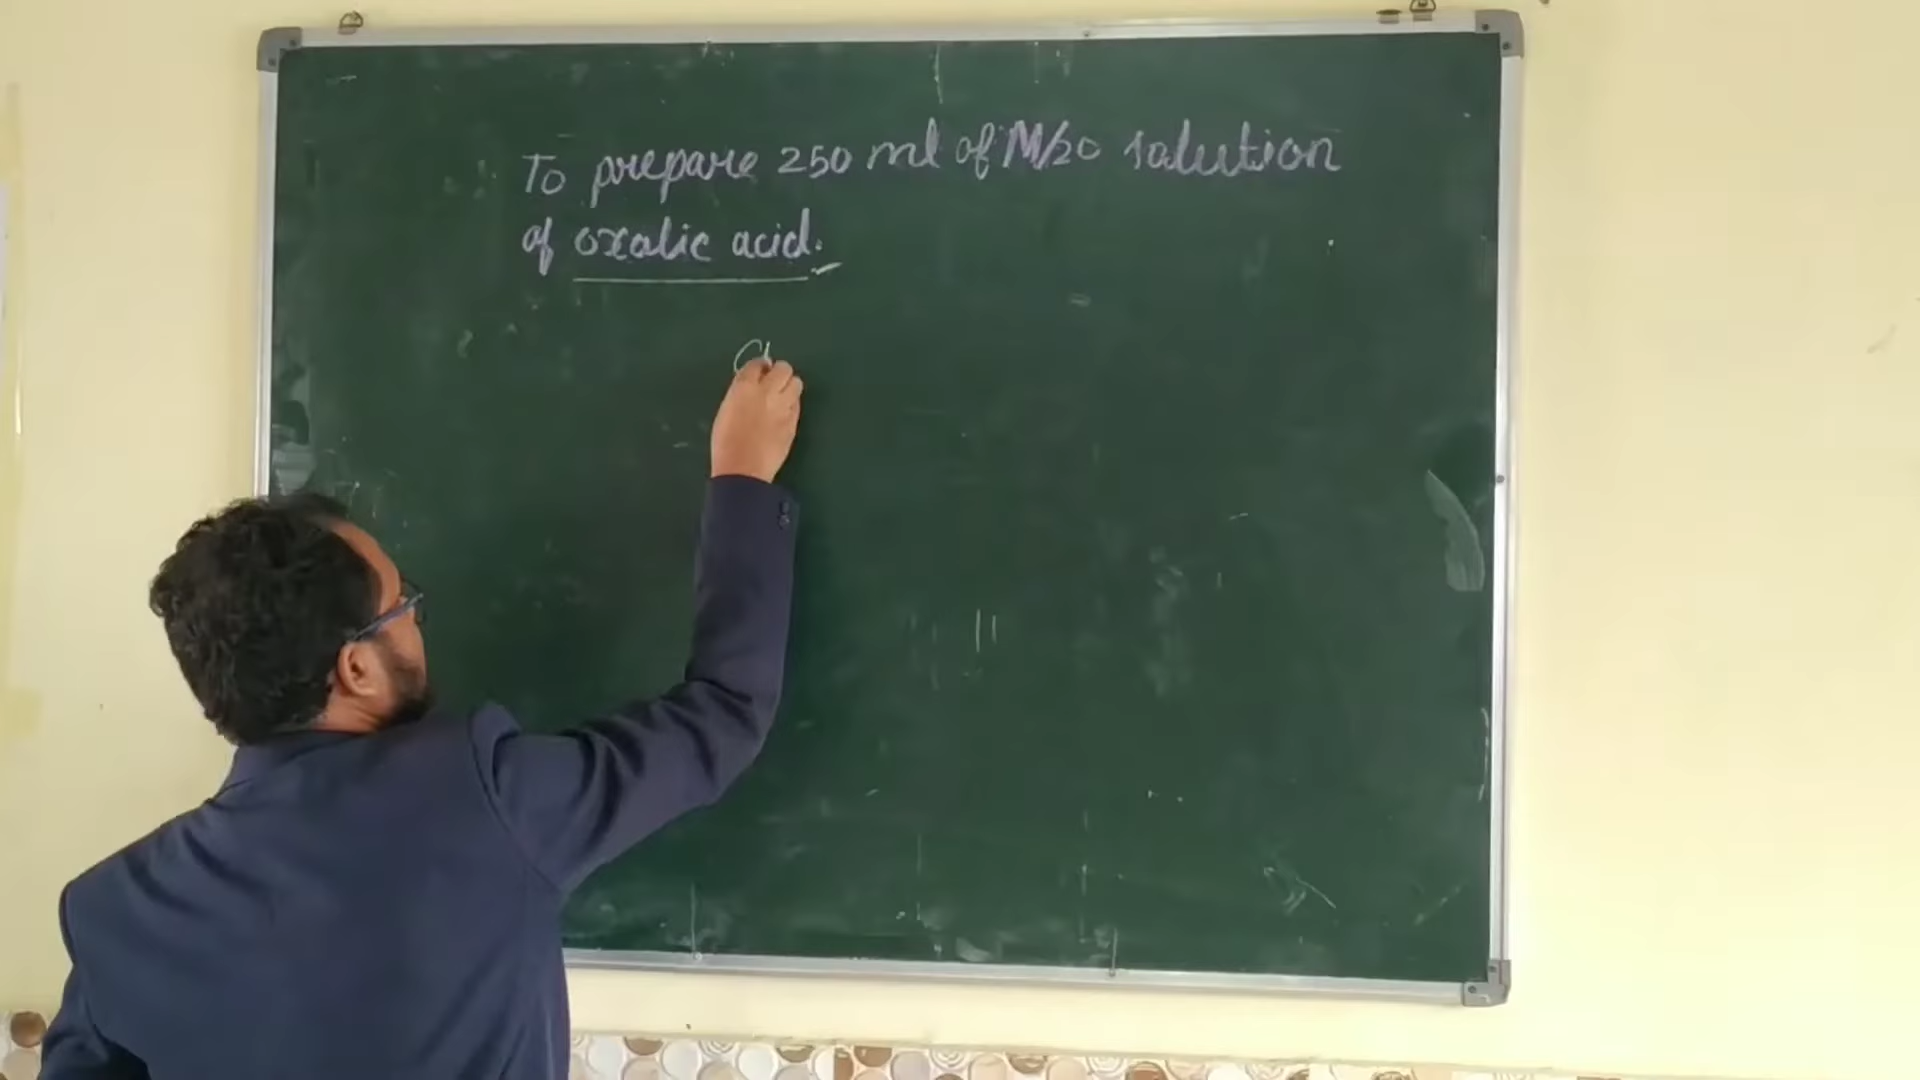 To prepare 250 ml of M/20 solution
of oxalic acid.